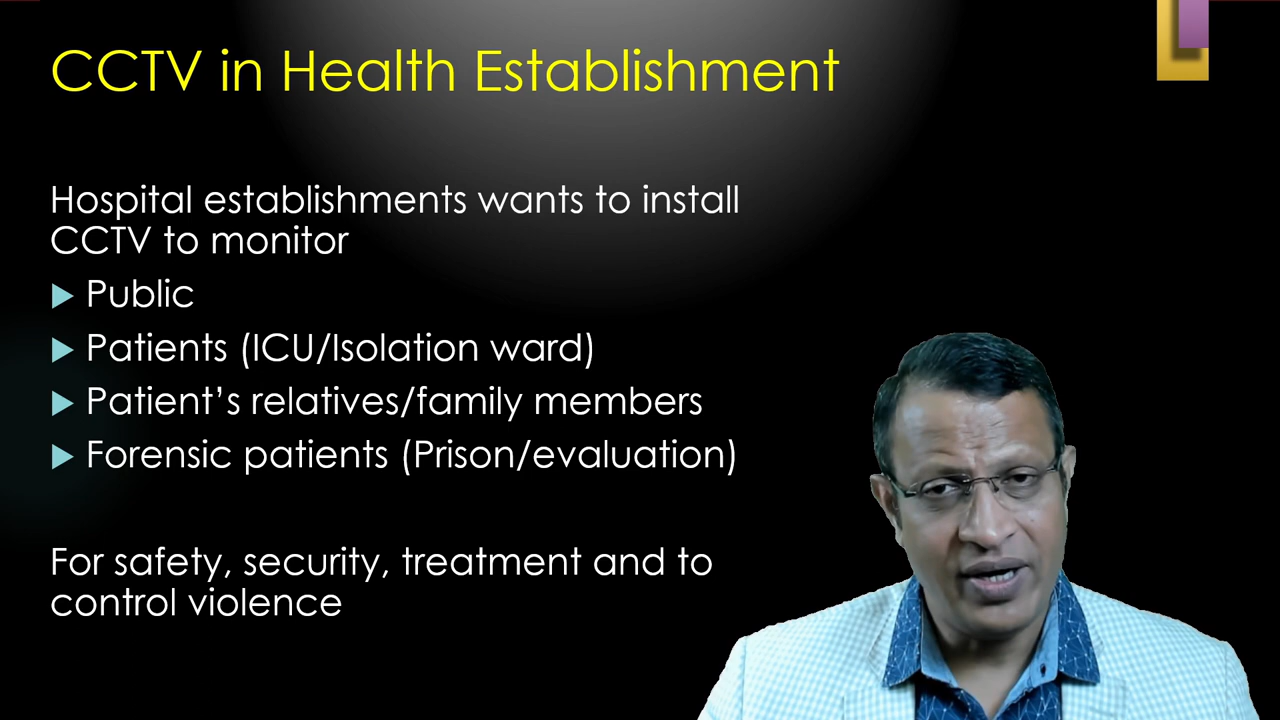 CCTV in Health Establishment
Hospital establishments wants to install
CCTV to monitor
Public
Patients (ICU/Isolation ward)
Patient’s relatives/family members
Forensic patients (Prison/evaluation)
For safety, security, treatment and to
control violence